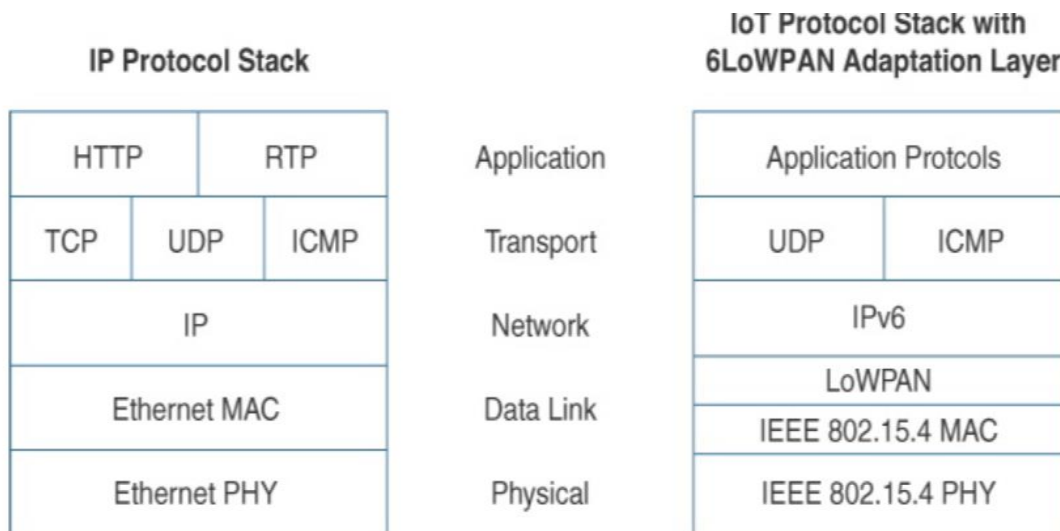 IoT Protocol Stack with
IP Protocol Stack 6LoWPAN Adaptation Layer
HTTP RTP Application Application Protcols
TCP UDP ICMP Transport UDP ICMP
IP Network IPv6
LoWPAN
Ethernet MAC Data Link
IEEE 802.15.4 MAC
Ethernet PHY Physical IEEE 802.15.4 PHY